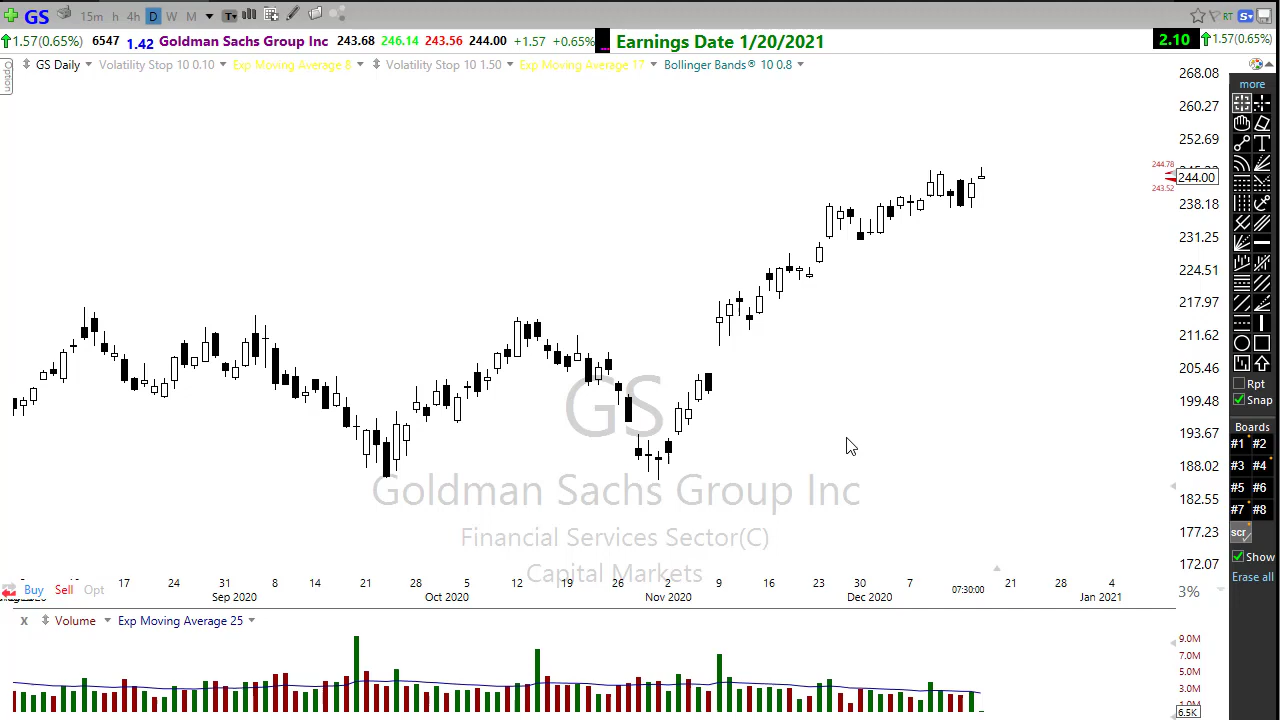 GS 15m h 4h D W M T RT S
1.57(0.65%) 6547 1.42 Goldman Sachs Group Inc 243.68 246.14 243.56 244.00 +1.57 +0.65% Earnings Date 1/20/2021 2.10 1.57(0.65%)
GS Daily Volatility Stop 10 0.10 Exp Moving Average 8 Volatility Stop 10 1.50 Exp Moving Average 17 Bollinger Bands® 10 0.8
Option
268.08
260.27
252.69
244.78
244.00
243.52
238.18
231.25
224.51
217.97
211.62
205.46
199.48
193.67
188.02
182.55
177.23
172.07
more
T
Rpt
Snap
Boards
#1 #2
#3 #4
#5 #6
#7 #8
scr
Show
Erase all
GS
Goldman Sachs Group Inc
Financial Services Sector(C)
Capital Markets
17 24 31 8 14 21 28 5 12 19 26 2 9 16 23 30 7 21 28 4
Buy Sell Opt
Sep 2020 Oct 2020 Nov 2020 Dec 2020 07:30:00 Jan 2021 3%
x Volume Exp Moving Average 25
9.0M
7.0M
5.0M
3.0M
6.5K